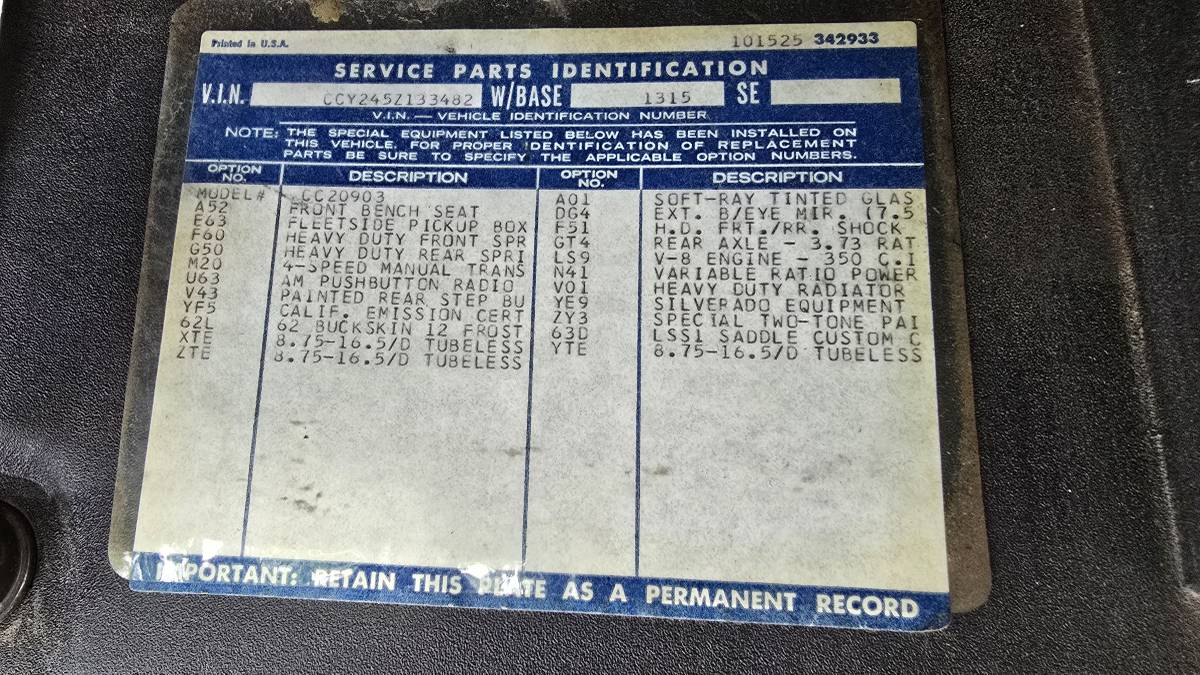 Printed in U.S.A.
101525 342933
SERVICE PARTS IDENTIFICATION
V.I.N. CCY245Z133482 W/BASE 1315 SE
V.I.N. — VEHICLE IDENTIFICATION NUMBER
NOTE: THE SPECIAL EQUIPMENT LISTED BELOW HAS BEEN INSTALLED ON
THIS VEHICLE. FOR PROPER IDENTIFICATION OF REPLACEMENT
PARTS BE SURE TO SPECIFY THE APPLICABLE OPTION NUMBERS.
OPTION NO. DESCRIPTION OPTION NO. DESCRIPTION
MODEL# CC20903
A52 FRONT BENCH SEAT
E63 FLEETSIDE PICKUP BOX
F60 HEAVY DUTY FRONT SPR
G50 HEAVY DUTY REAR SPRI
M20 4-SPEED MANUAL TRANS
U63 AM PUSHBUTTON RADIO
V43 PAINTED REAR STEP BU
YF5 CALIF. EMISSION CERT
62L 62 BUCKSKIN 12 FROST
XTE 8.75-16.5/D TUBELESS
ZTE 8.75-16.5/D TUBELESS
A01 SOFT-RAY TINTED GLAS
DG4 EXT. B/EYE MIR. (7.5
F51 H.D. FRT./RR. SHOCK
GT4 REAR AXLE - 3.73 RAT
LS9 V-8 ENGINE - 350 C.I
N41 VARIABLE RATIO POWER
V01 HEAVY DUTY RADIATOR
YE9 SILVERADO EQUIPMENT
ZY3 SPECIAL TWO-TONE PAI
63D LSS1 SADDLE CUSTOM C
YTE 8.75-16.5/D TUBELESS
IMPORTANT: RETAIN THIS PLATE AS A PERMANENT RECORD